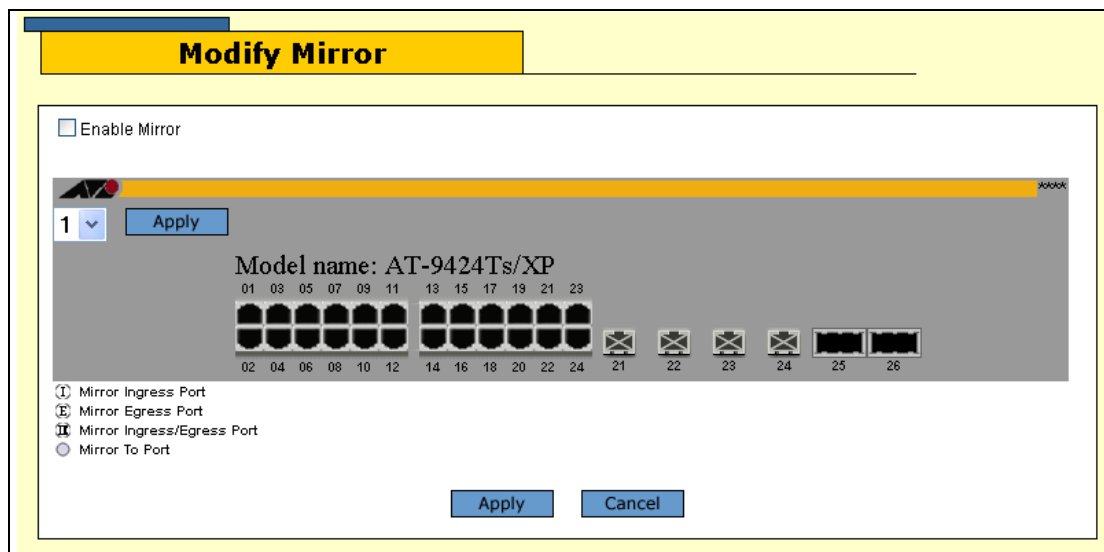 Modify Mirror
Enable Mirror
1 Apply
Model name: AT-9424Ts/XP
01 03 05 07 09 11 13 15 17 19 21 23
02 04 06 08 10 12 14 16 18 20 22 24 21 22 23 24 25 26
I Mirror Ingress Port
E Mirror Egress Port
Mirror Ingress/Egress Port
Mirror To Port
Apply Cancel